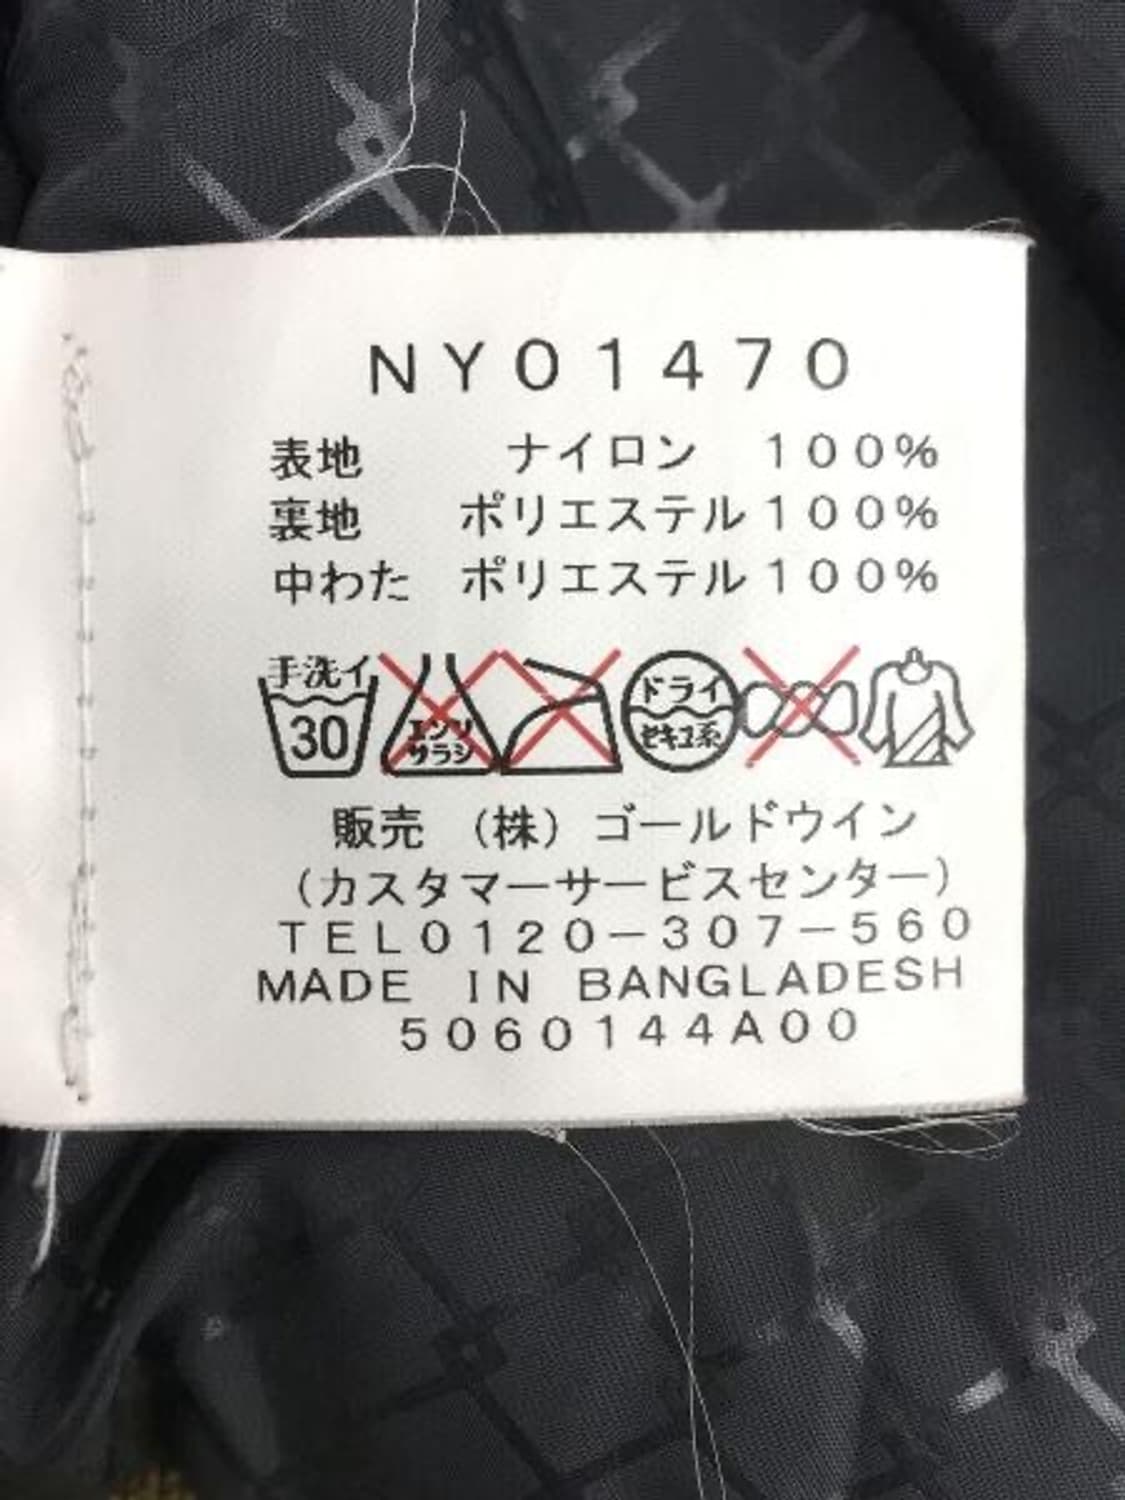 NY01470
表地 ナイロン 100%
裏地 ポリエステル100%
中わた ポリエステル100%
手洗イ 30 エンソ サラシ ドライ セキユ系
販売 (株) ゴールドウイン
(カスタマーサービスセンター)
TEL0120-307-560
MADE IN BANGLADESH
5060144A00